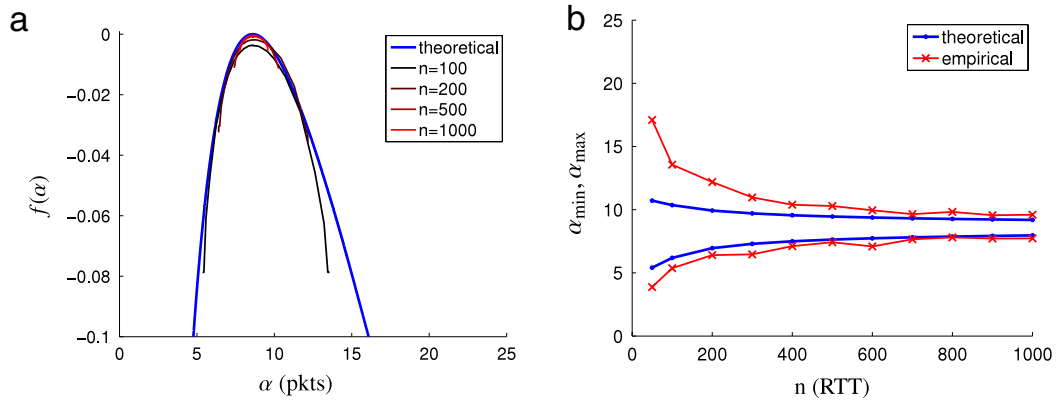 a
0
−0.02
−0.04
−0.06
−0.08
−0.1
f(α)
0
5
10
15
20
25
α (pkts)
theoretical
n=100
n=200
n=500
n=1000
b
25
20
15
10
5
0
αmin, αmax
0
200
400
600
800
1000
n (RTT)
theoretical
empirical